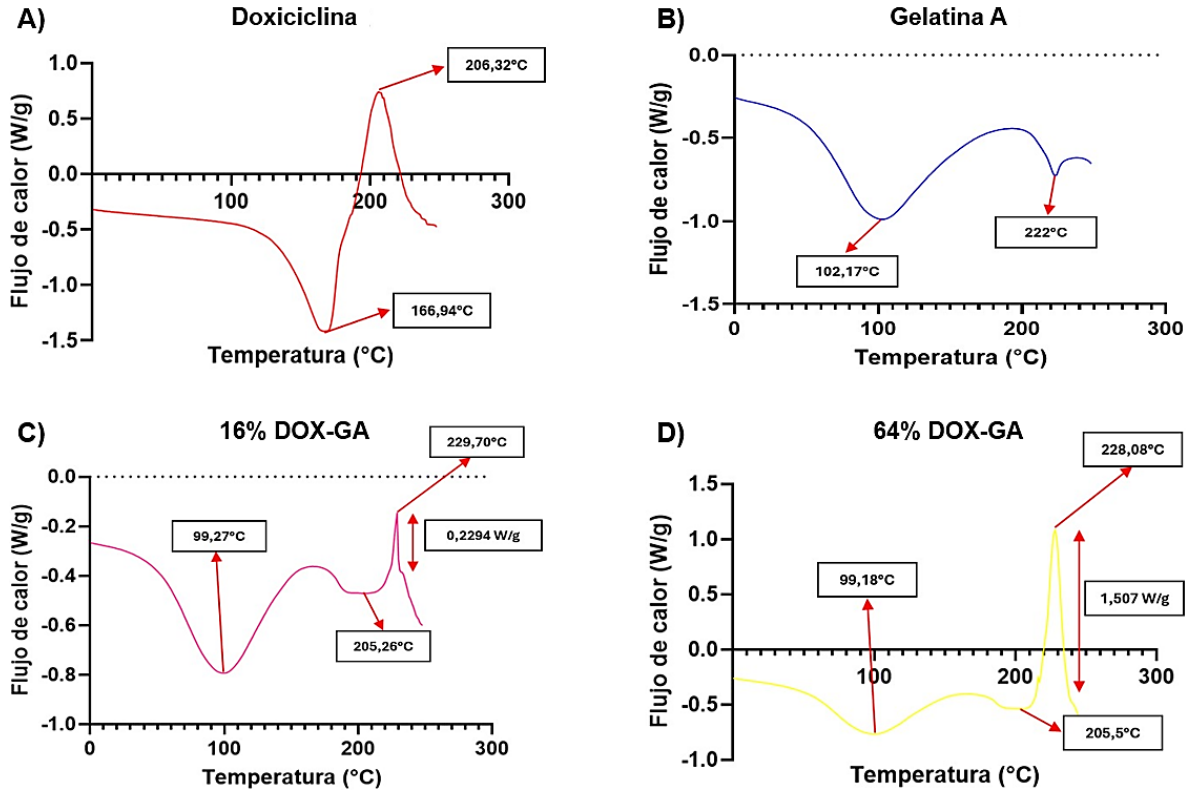 A)
Doxiciclina
206,32°C
1.0
0.5
0.0
-0.5
-1.0
-1.5
100
200
300
166,94°C
Flujo de calor (W/g)
Temperatura (°C)
B)
Gelatina A
0.0
-0.5
-1.0
-1.5
102,17°C
222°C
0
100
200
300
Flujo de calor (W/g)
Temperatura (°C)
C)
16% DOX-GA
229,70°C
0.0
-0.2
-0.4
-0.6
-0.8
-1.0
99,27°C
0,2294 W/g
205,26°C
0
100
200
300
Flujo de calor (W/g)
Temperatura (°C)
D)
64% DOX-GA
228,08°C
1.5
1.0
0.5
0.0
-0.5
-1.0
99,18°C
1,507 W/g
100
200
300
205,5°C
Flujo de calor (W/g)
Temperatura (°C)